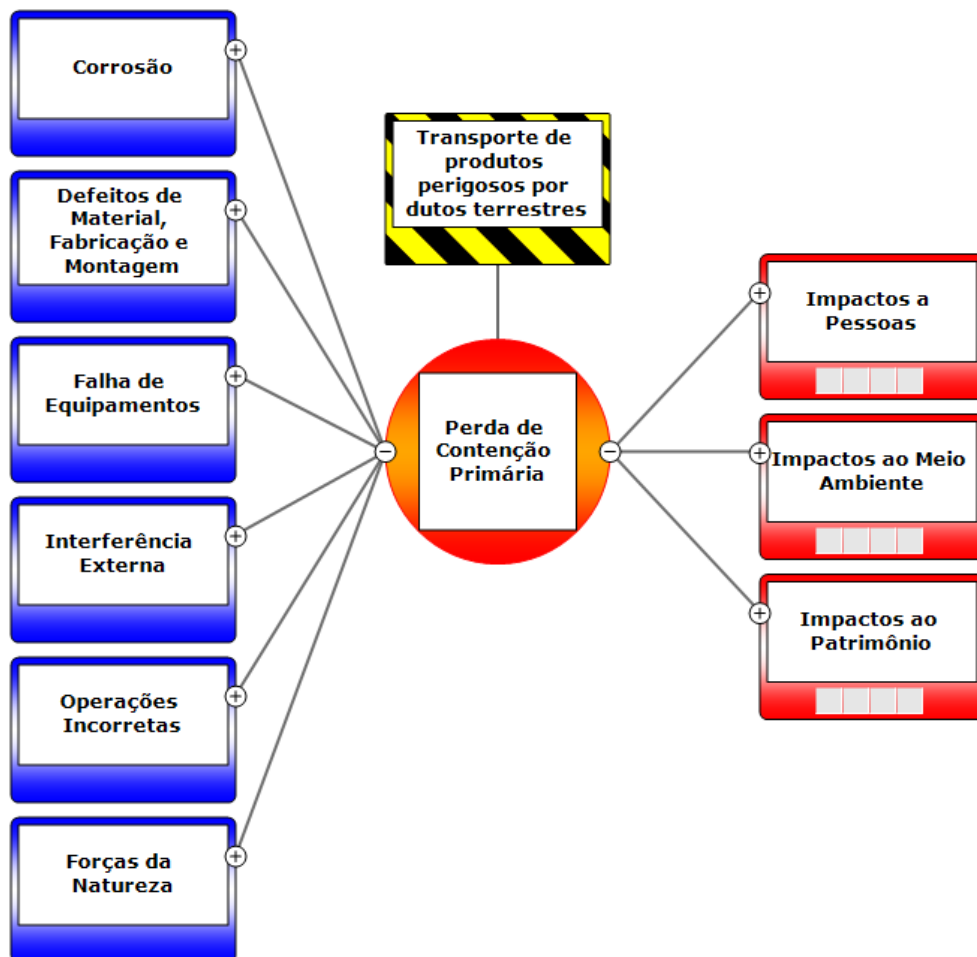 Corrosão
Defeitos de
Material,
Fabricação e
Montagem
Falha de
Equipamentos
Interferência
Externa
Operações
Incorretas
Forças da
Natureza
Transporte de
produtos
perigosos por
dutos terrestres
Perda de
Contenção
Primária
Impactos a
Pessoas
Impactos ao Meio
Ambiente
Impactos ao
Patrimônio